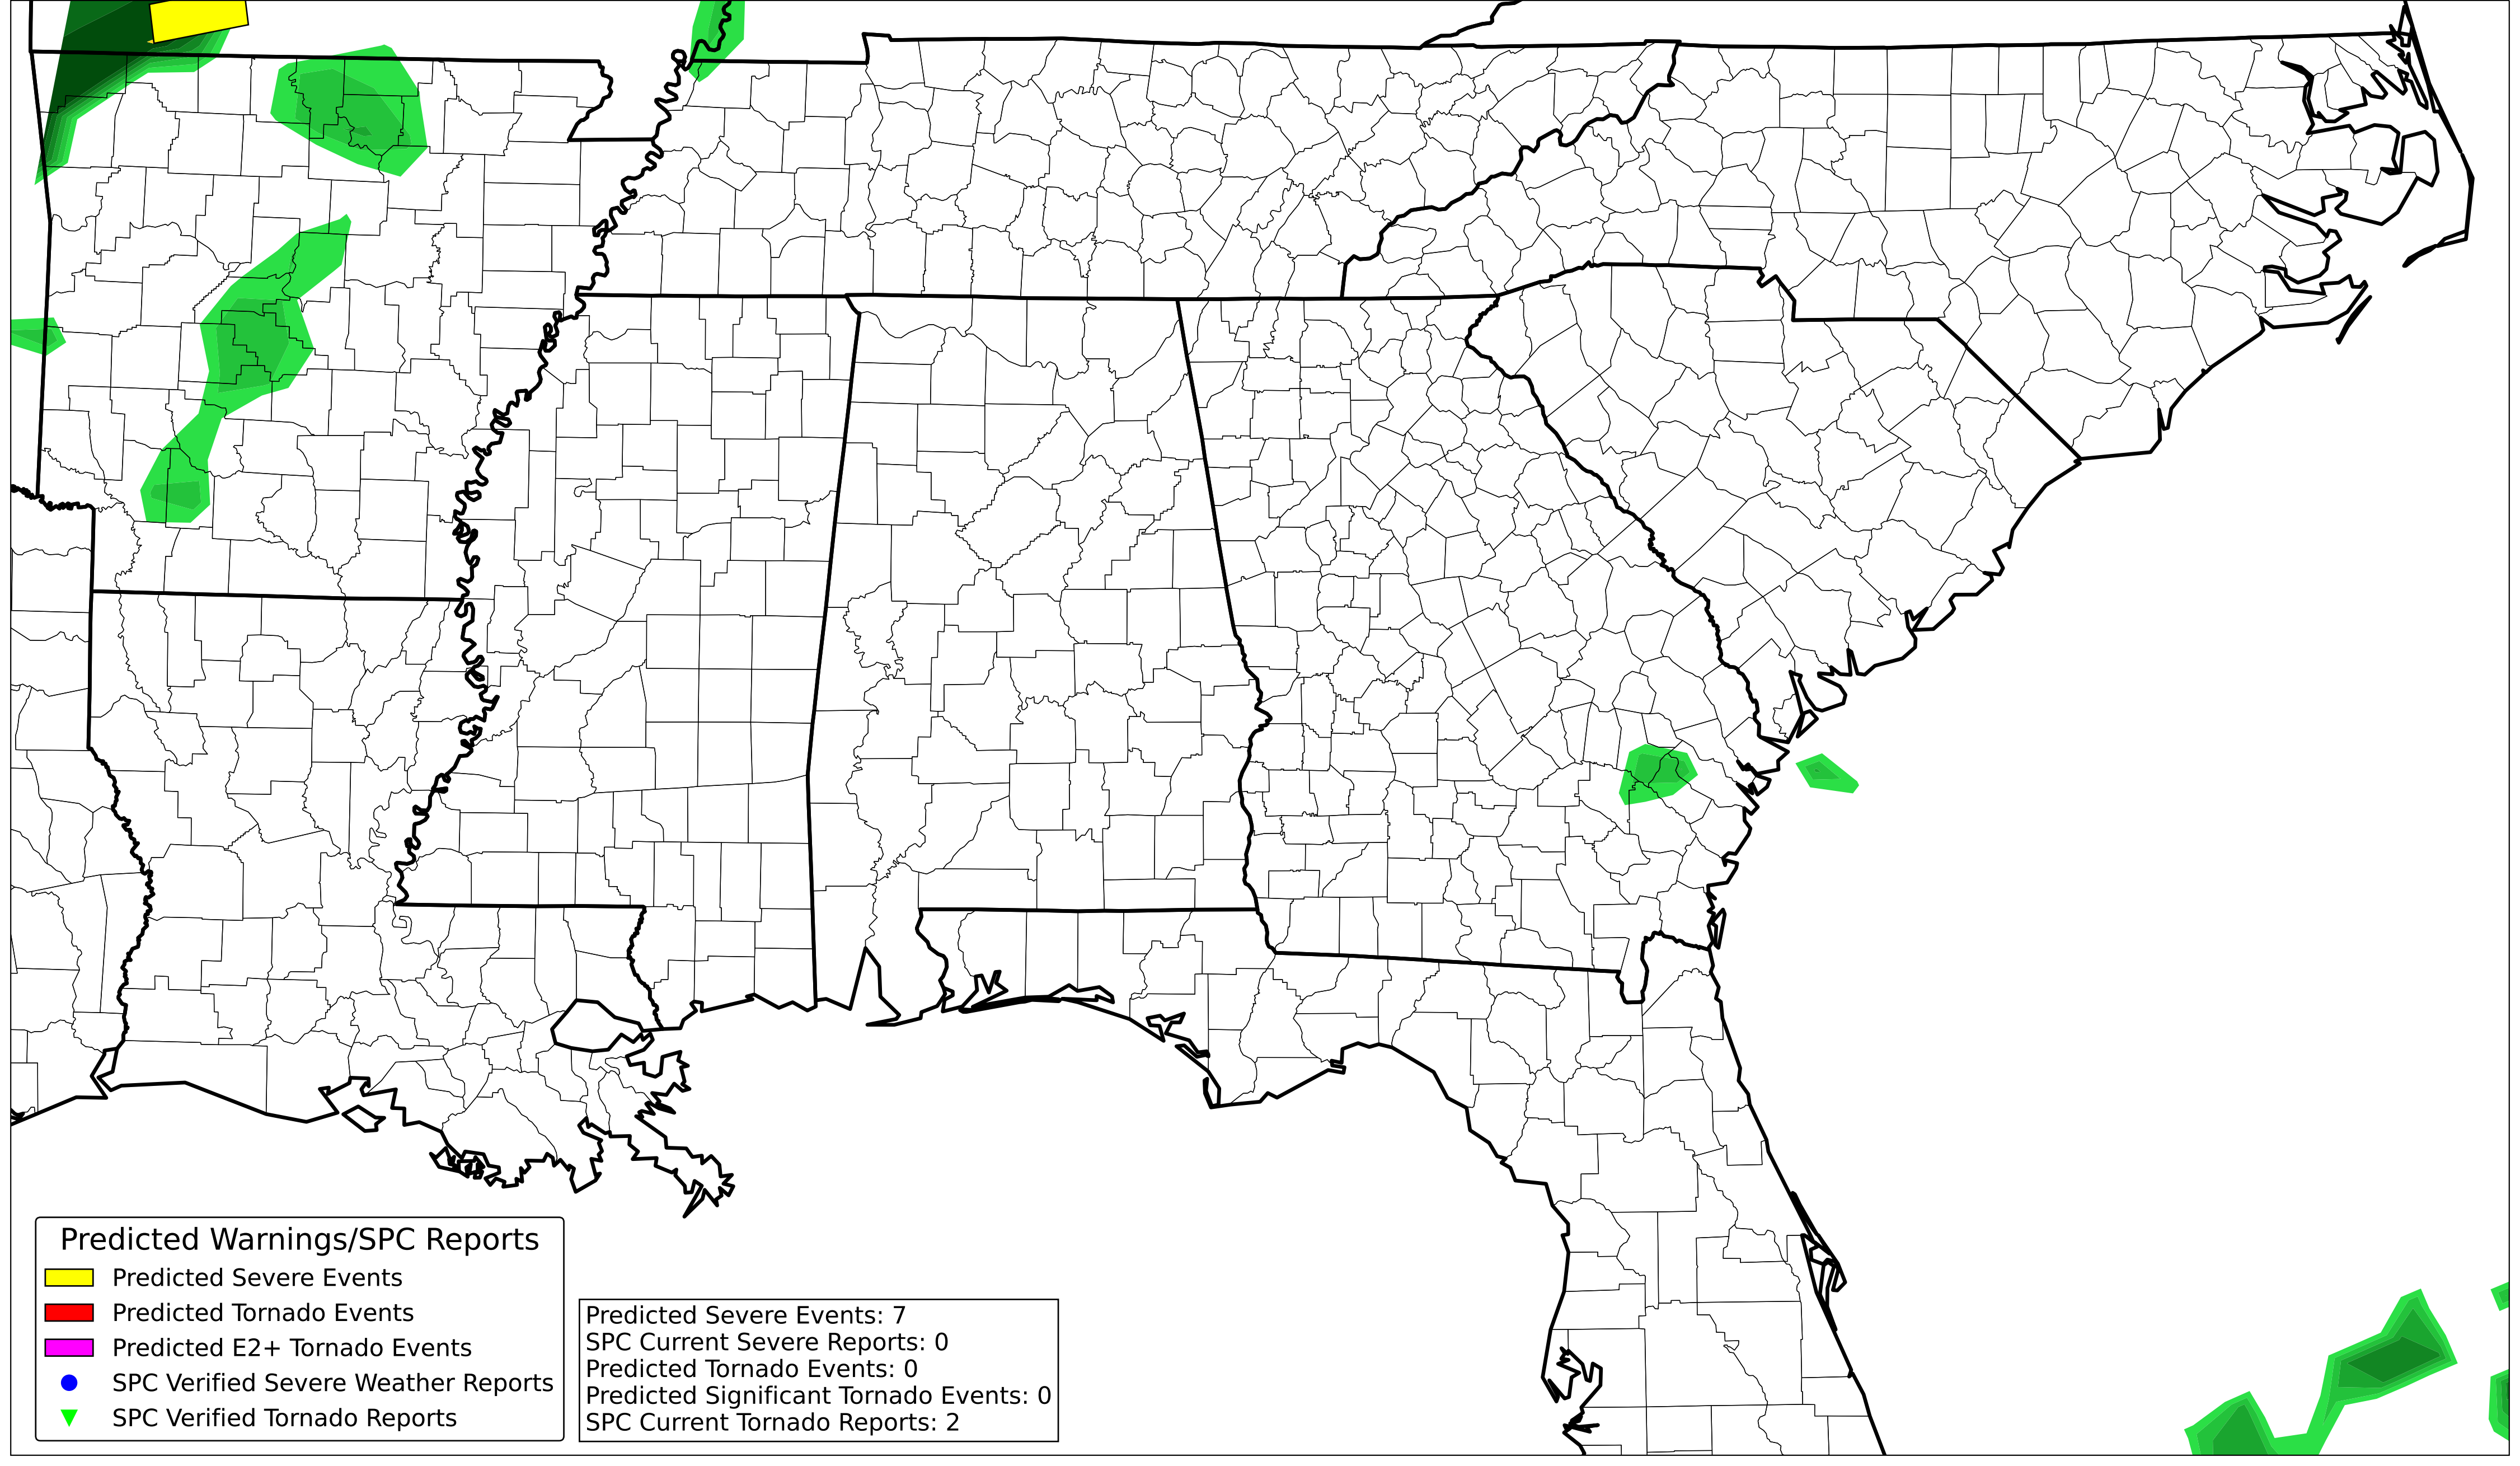 Predicted Warnings/SPC Reports
Predicted Severe Events
Predicted Tornado Events
Predicted E2+ Tornado Events
SPC Verified Severe Weather Reports
SPC Verified Tornado Reports
Predicted Severe Events: 7
SPC Current Severe Reports: 0
Predicted Tornado Events: 0
Predicted Significant Tornado Events: 0
SPC Current Tornado Reports: 2